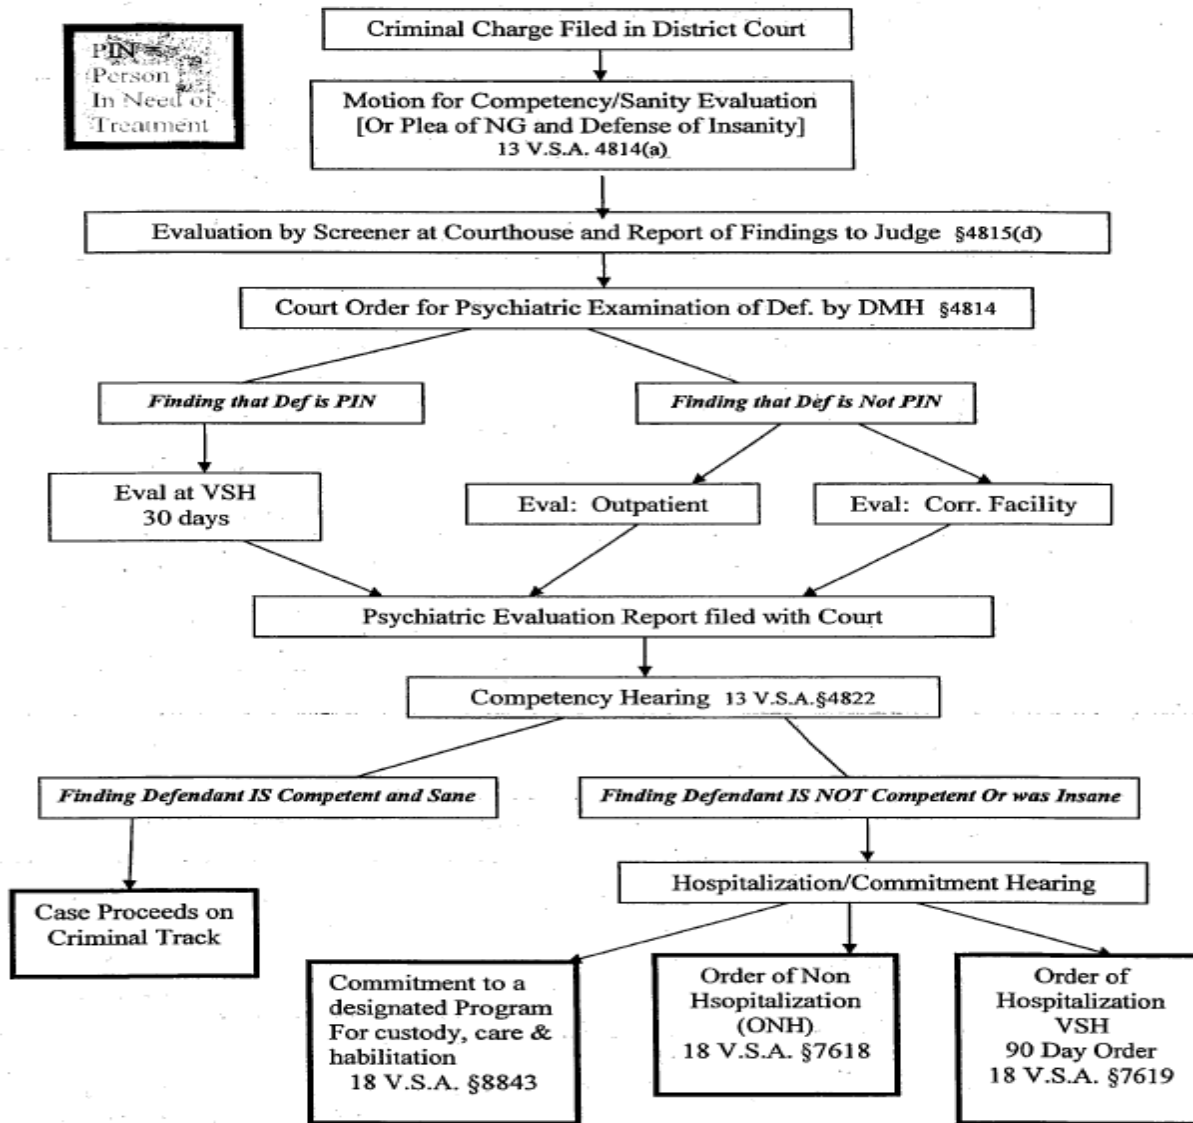 Criminal Charge Filed in District Court
PIN
Person
In Need of
Treatment
Motion for Competency/Sanity Evaluation
[Or Plea of NG and Defense of Insanity]
13 V.S.A. 4814(a)
Evaluation by Screener at Courthouse and Report of Findings to Judge §4815(d)
Court Order for Psychiatric Examination of Def. by DMH §4814
Finding that Def is PIN
Finding that Def is Not PIN
Eval at VSH
30 days
Eval: Outpatient
Eval: Corr. Facility
Psychiatric Evaluation Report filed with Court
Competency Hearing 13 V.S.A.§4822
Finding Defendant IS Competent and Sane
Finding Defendant IS NOT Competent Or was Insane
Hospitalization/Commitment Hearing
Case Proceeds on
Criminal Track
Commitment to a
designated Program
For custody, care &
habilitation
18 V.S.A. §8843
Order of Non
Hsopitalization
(ONH)
18 V.S.A. §7618
Order of
Hospitalization
VSH
90 Day Order
18 V.S.A. §7619